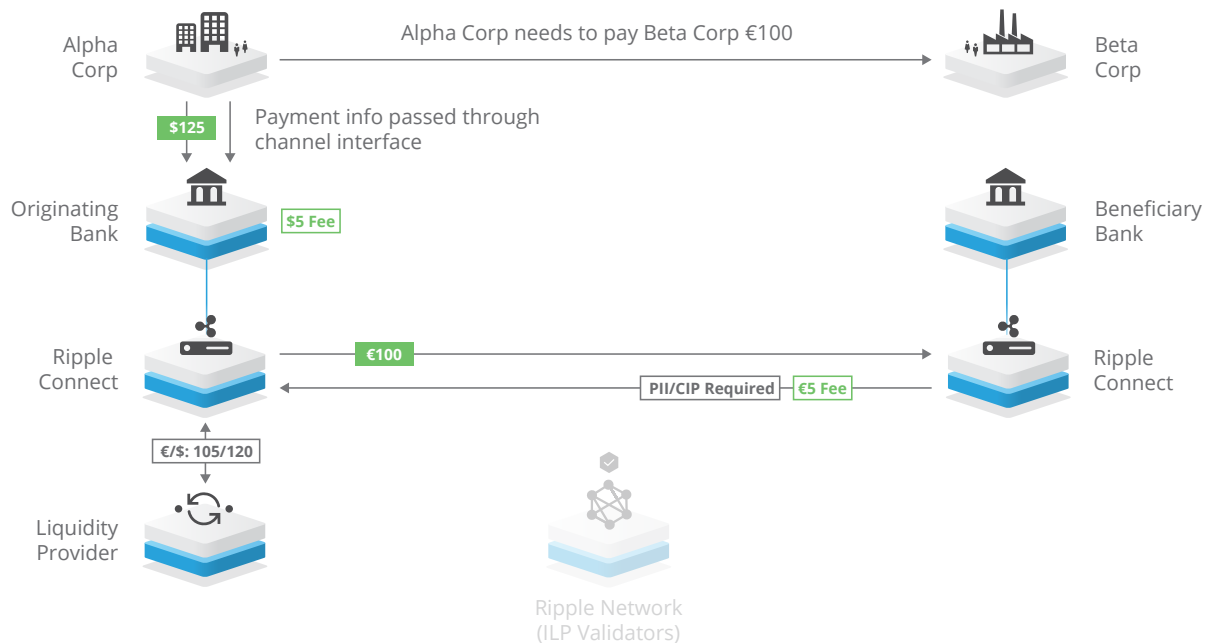 Alpha
Corp
Alpha Corp needs to pay Beta Corp €100
Beta
Corp
$125
Payment info passed through
channel interface
Originating
Bank
$5 Fee
Beneficiary
Bank
Ripple
Connect
€100
PII/CIP Required
€5 Fee
Ripple
Connect
€/$: 105/120
Liquidity
Provider
Ripple Network
(ILP Validators)